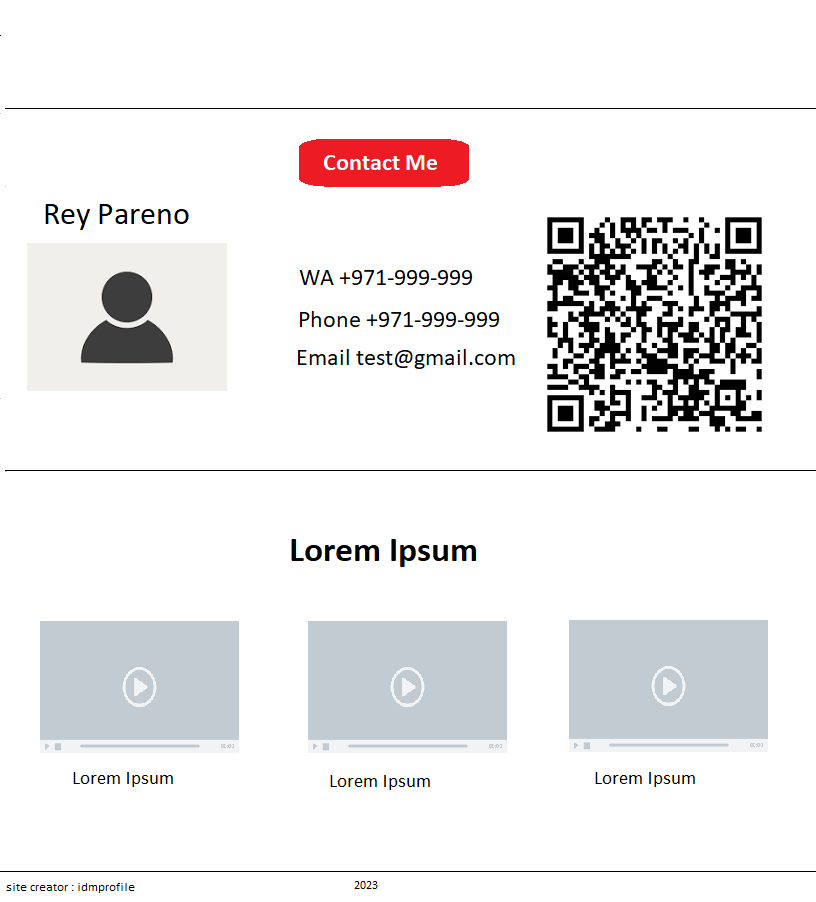 Contact Me
Rey Pareno
WA +971-999-999
Phone +971-999-999
Email test@gmail.com
Lorem Ipsum
Lorem Ipsum
Lorem Ipsum
Lorem Ipsum
site creator : idmprofile
2023